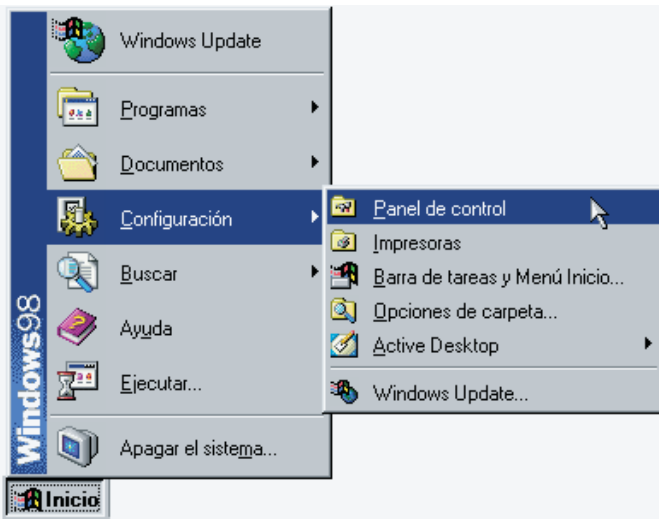 Windows Update
Programas
Documentos
Configuración
Buscar
Ayuda
Ejecutar...
Apagar el sistema...
Windows98
Inicio
Panel de control
Impresoras
Barra de tareas y Menú Inicio...
Opciones de carpeta...
Active Desktop
Windows Update...